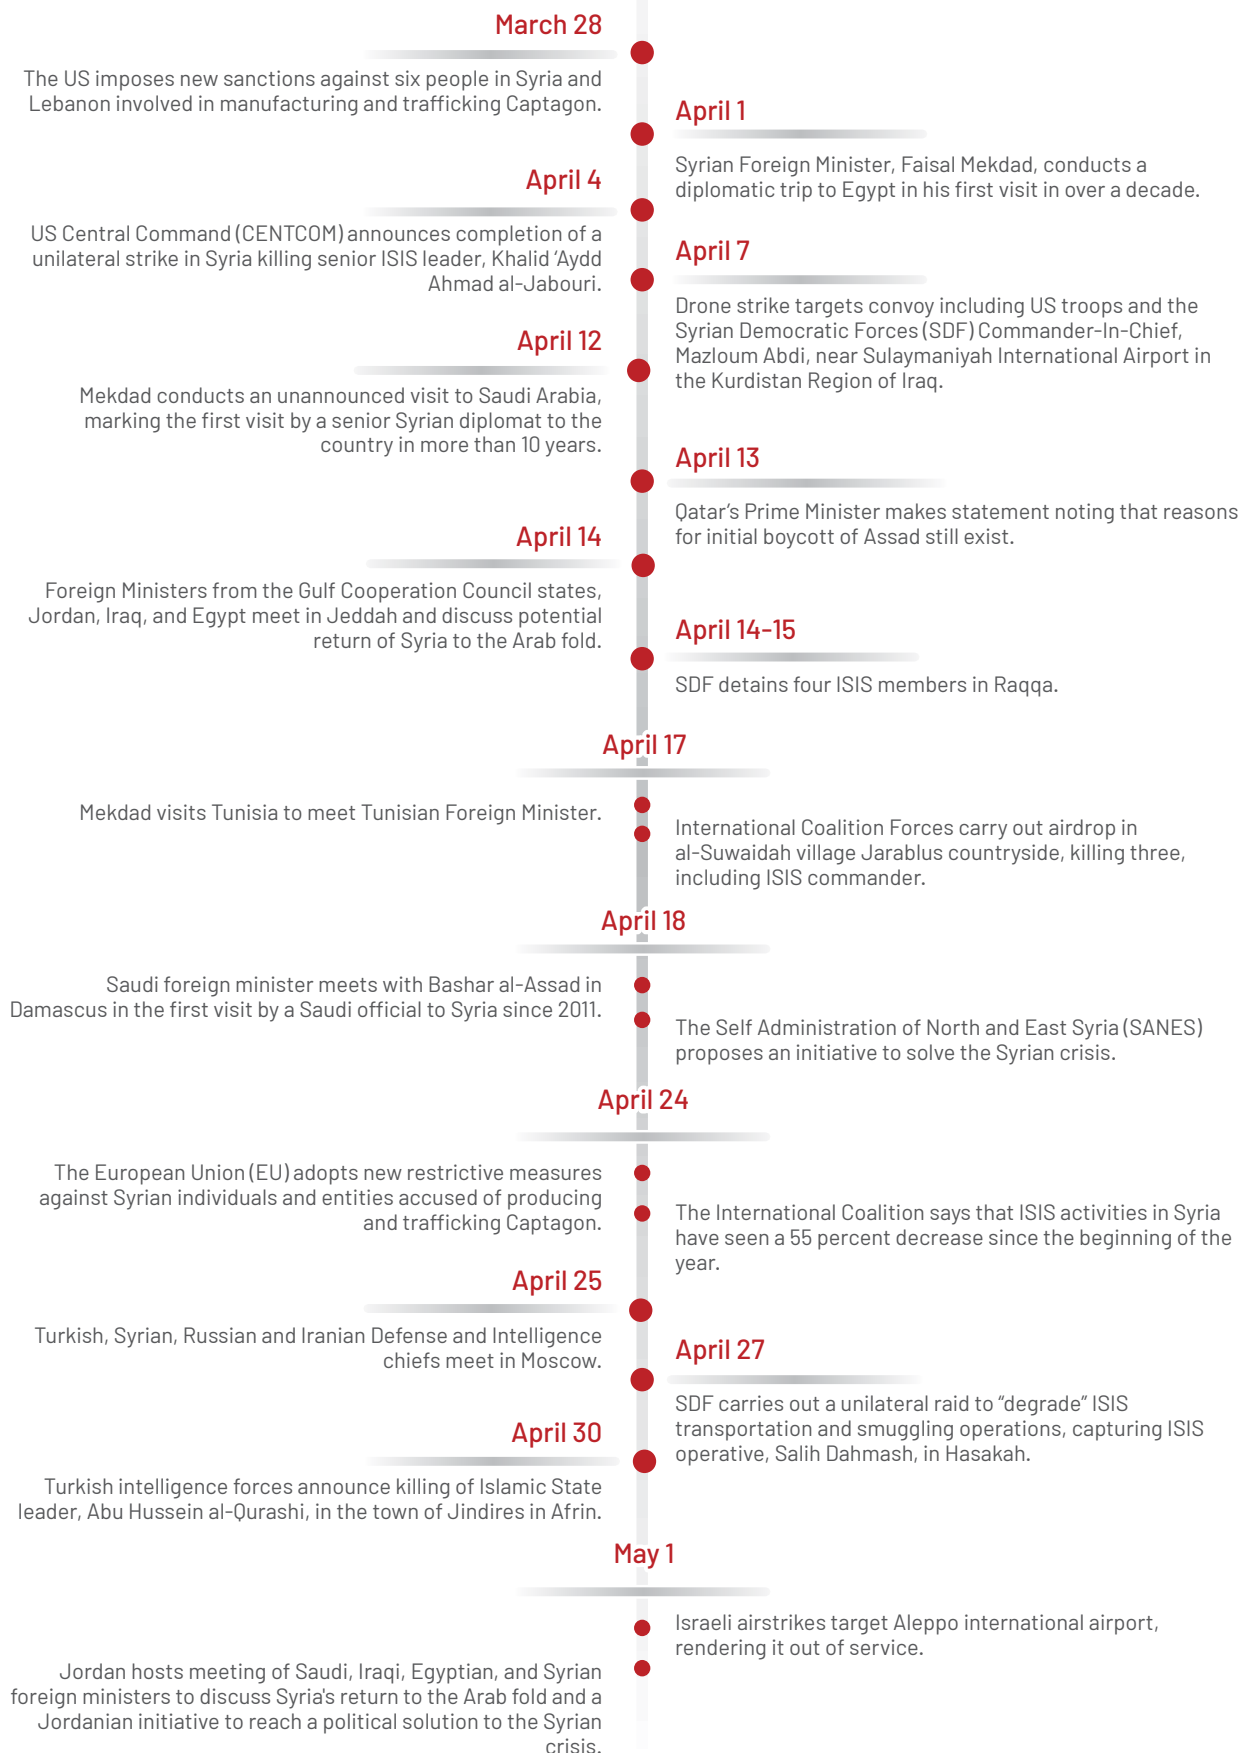 March 28
The US imposes new sanctions against six people in Syria and
Lebanon involved in manufacturing and trafficking Captagon.
April 1
Syrian Foreign Minister, Faisal Mekdad, conducts a
diplomatic trip to Egypt in his first visit in over a decade.
April 4
US Central Command (CENTCOM) announces completion of a
unilateral strike in Syria killing senior ISIS leader, Khalid ‘Aydd
Ahmad al-Jabouri.
April 7
Drone strike targets convoy including US troops and the
Syrian Democratic Forces (SDF) Commander-In-Chief,
Mazloum Abdi, near Sulaymaniyah International Airport in
the Kurdistan Region of Iraq.
April 12
Mekdad conducts an unannounced visit to Saudi Arabia,
marking the first visit by a senior Syrian diplomat to the
country in more than 10 years.
April 13
Qatar’s Prime Minister makes statement noting that reasons
for initial boycott of Assad still exist.
April 14
Foreign Ministers from the Gulf Cooperation Council states,
Jordan, Iraq, and Egypt meet in Jeddah and discuss potential
return of Syria to the Arab fold.
April 14-15
SDF detains four ISIS members in Raqqa.
April 17
Mekdad visits Tunisia to meet Tunisian Foreign Minister.
International Coalition Forces carry out airdrop in
al-Suwaidah village Jarablus countryside, killing three,
including ISIS commander.
April 18
Saudi foreign minister meets with Bashar al-Assad in
Damascus in the first visit by a Saudi official to Syria since 2011.
The Self Administration of North and East Syria (SANES)
proposes an initiative to solve the Syrian crisis.
April 24
The European Union (EU) adopts new restrictive measures
against Syrian individuals and entities accused of producing
and trafficking Captagon.
The International Coalition says that ISIS activities in Syria
have seen a 55 percent decrease since the beginning of the
year.
April 25
Turkish, Syrian, Russian and Iranian Defense and Intelligence
chiefs meet in Moscow.
April 27
SDF carries out a unilateral raid to “degrade” ISIS
transportation and smuggling operations, capturing ISIS
operative, Salih Dahmash, in Hasakah.
April 30
Turkish intelligence forces announce killing of Islamic State
leader, Abu Hussein al-Qurashi, in the town of Jindires in Afrin.
May 1
Israeli airstrikes target Aleppo international airport,
rendering it out of service.
Jordan hosts meeting of Saudi, Iraqi, Egyptian, and Syrian
foreign ministers to discuss Syria's return to the Arab fold and a
Jordanian initiative to reach a political solution to the Syrian
crisis.